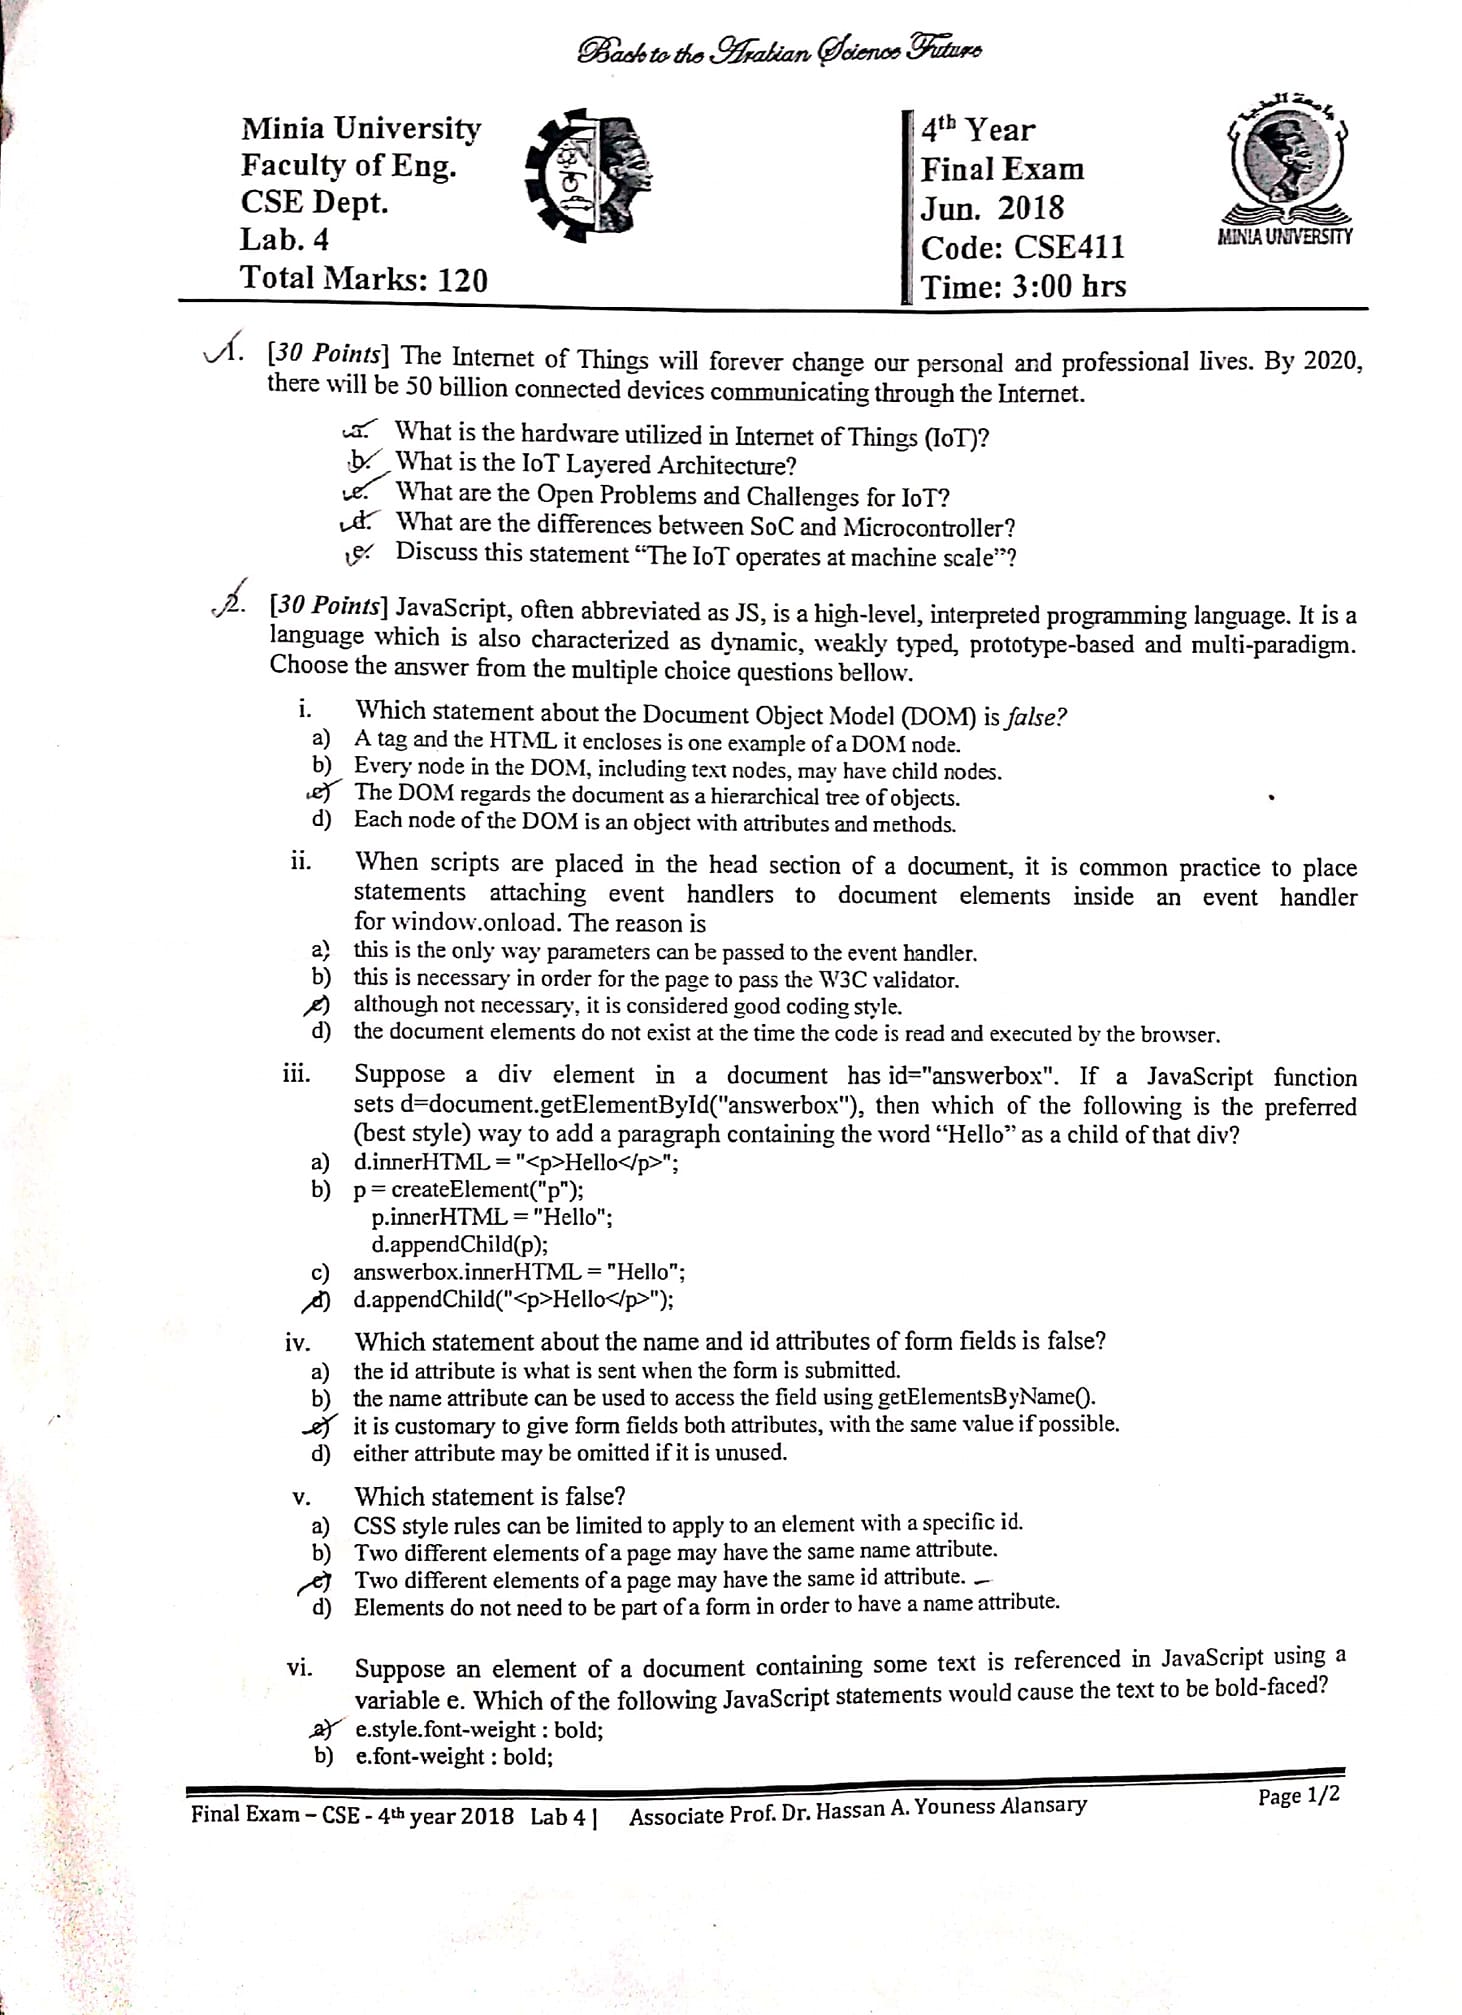 Back to the Arabian Science Future
Minia University
Faculty of Eng.
CSE Dept.
Lab. 4
Total Marks: 120
4th Year
Final Exam
Jun. 2018
Code: CSE411
Time: 3:00 hrs
MINIA UNIVERSITY
1. [30 Points] The Internet of Things will forever change our personal and professional lives. By 2020,
there will be 50 billion connected devices communicating through the Internet.
a. What is the hardware utilized in Internet of Things (IoT)?
b. What is the IoT Layered Architecture?
c. What are the Open Problems and Challenges for IoT?
d. What are the differences between SoC and Microcontroller?
e. Discuss this statement “The IoT operates at machine scale”?
2. [30 Points] JavaScript, often abbreviated as JS, is a high-level, interpreted programming language. It is a
language which is also characterized as dynamic, weakly typed, prototype-based and multi-paradigm.
Choose the answer from the multiple choice questions bellow.
i. Which statement about the Document Object Model (DOM) is false?
a) A tag and the HTML it encloses is one example of a DOM node.
b) Every node in the DOM, including text nodes, may have child nodes.
c) The DOM regards the document as a hierarchical tree of objects.
d) Each node of the DOM is an object with attributes and methods.
ii. When scripts are placed in the head section of a document, it is common practice to place
statements attaching event handlers to document elements inside an event handler
for window.onload. The reason is
a) this is the only way parameters can be passed to the event handler.
b) this is necessary in order for the page to pass the W3C validator.
c) although not necessary, it is considered good coding style.
d) the document elements do not exist at the time the code is read and executed by the browser.
iii. Suppose a div element in a document has id="answerbox". If a JavaScript function
sets d=document.getElementById("answerbox"), then which of the following is the preferred
(best style) way to add a paragraph containing the word “Hello” as a child of that div?
a) d.innerHTML = "<p>Hello</p>";
b) p = createElement("p");
p.innerHTML = "Hello";
d.appendChild(p);
c) answerbox.innerHTML = "Hello";
d) d.appendChild("<p>Hello</p>");
iv. Which statement about the name and id attributes of form fields is false?
a) the id attribute is what is sent when the form is submitted.
b) the name attribute can be used to access the field using getElementsByName().
c) it is customary to give form fields both attributes, with the same value if possible.
d) either attribute may be omitted if it is unused.
v. Which statement is false?
a) CSS style rules can be limited to apply to an element with a specific id.
b) Two different elements of a page may have the same name attribute.
c) Two different elements of a page may have the same id attribute.
d) Elements do not need to be part of a form in order to have a name attribute.
vi. Suppose an element of a document containing some text is referenced in JavaScript using a
variable e. Which of the following JavaScript statements would cause the text to be bold-faced?
a) e.style.font-weight : bold;
b) e.font-weight : bold;
Final Exam – CSE - 4th year 2018 Lab 4 | Associate Prof. Dr. Hassan A. Youness Alansary
Page 1/2